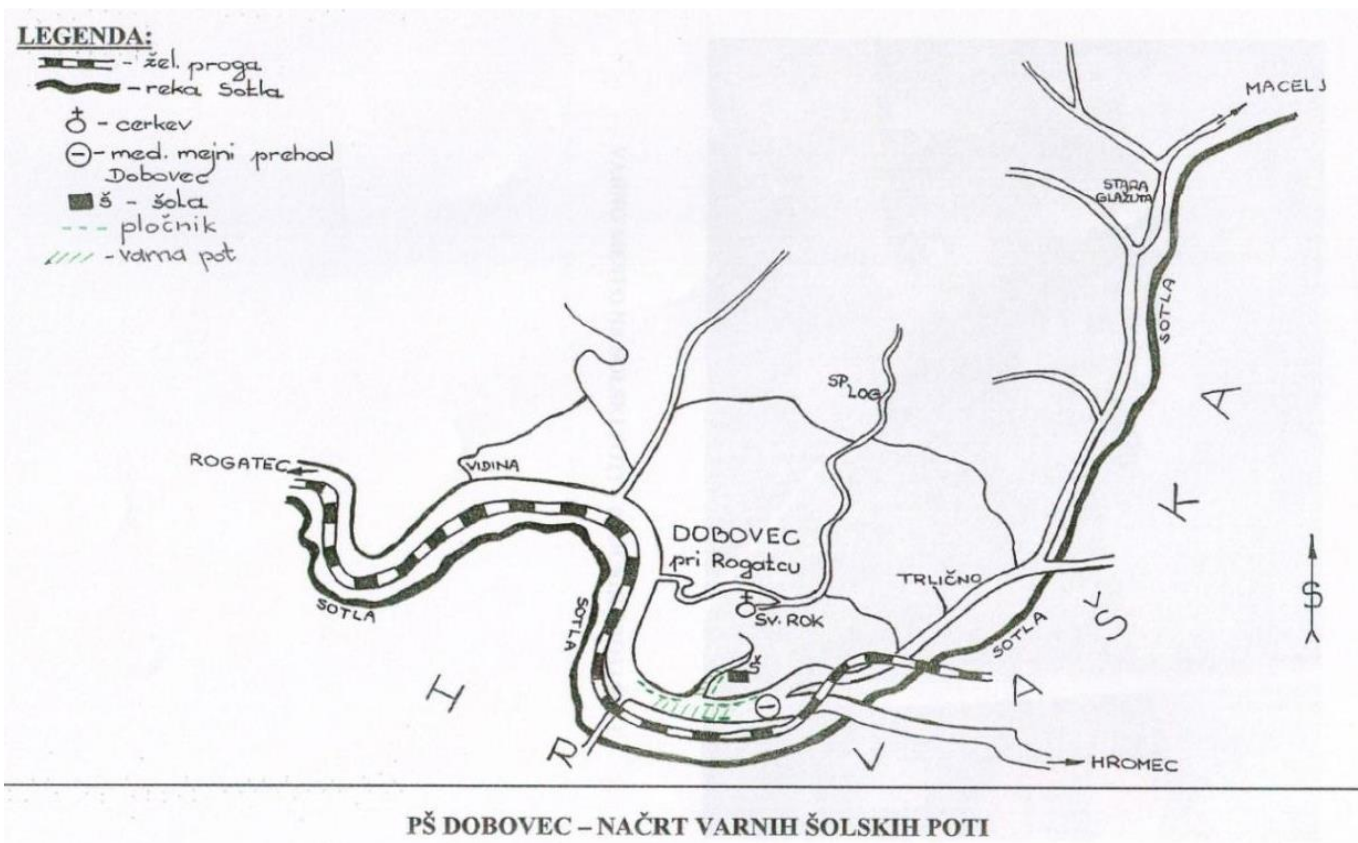 LEGENDA:
- žel. proga
- reka Sotla
- cerkev
- med. mejni prehod
Dobovec
Š - šola
- pločnik
- varna pot
MACELJ
STARA
GLAŽUTA
SOTLA
SP. LOG
ROGATEC
VIDINA
DOBOVEC
pri Rogatcu
TRLIČNO
SV. ROK
SOTLA
SOTLA
SOTLA
Š
Š
HRVAŠKA
HROMEC
PŠ DOBOVEC – NAČRT VARNIH ŠOLSKIH POTI